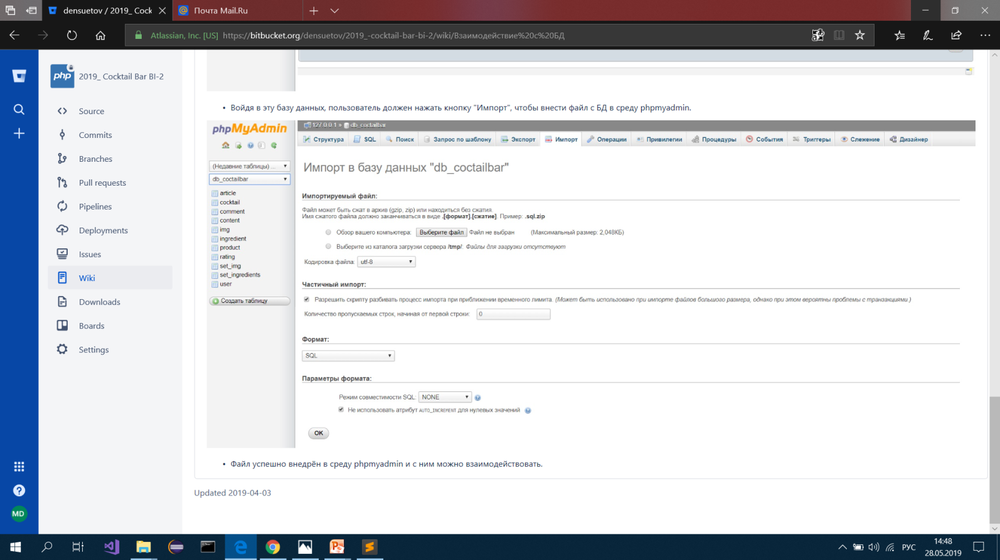 densuetov / 2019_ Cock
Почта Mail.Ru
Atlassian, Inc. [US] https://bitbucket.org/densuetov/2019_-cocktail-bar-bi-2/wiki/Взаимодействие%20с%20БД
php
2019_ Cocktail Bar BI-2
Source
Commits
Branches
Pull requests
Pipelines
Deployments
Issues
Wiki
Downloads
Boards
Settings
MD
• Войдя в эту базу данных, пользователь должен нажать кнопку "Импорт", чтобы внести файл с БД в среду phpmyadmin.
phpMyAdmin
(Недавние таблицы) ...
db_coctailbar
article
cocktail
comment
content
img
ingredient
product
rating
set_img
set_ingredients
user
Создать таблицу
127.0.0.1 » db_coctailbar
Структура SQL Поиск Запрос по шаблону Экспорт Импорт Операции Привилегии Процедуры События Триггеры Слежение Дизайнер
Импорт в базу данных "db_coctailbar"
Импортируемый файл:
Файл может быть сжат в архив (gzip, zip) или находиться без сжатия.
Имя сжатого файла должно заканчиваться в виде .[формат].[сжатие]. Пример: .sql.zip
Обзор вашего компьютера: Выберите файл Файл не выбран (Максимальный размер: 2,048КБ)
Выберите из каталога загрузки сервера /tmp/: Файлы для загрузки отсутствуют
Кодировка файла: utf-8
Частичный импорт:
Разрешить скрипту разбивать процесс импорта при приближении временного лимита. (Может быть использовано при импорте файлов большого размера, однако при этом вероятны проблемы с транзакциями.)
Количество пропускаемых строк, начиная от первой строки: 0
Формат:
SQL
Параметры формата:
Режим совместимости SQL: NONE
Не использовать атрибут AUTO_INCREMENT для нулевых значений
OK
• Файл успешно внедрён в среду phpmyadmin и с ним можно взаимодействовать.
Updated 2019-04-03
РУС
14:48
28.05.2019